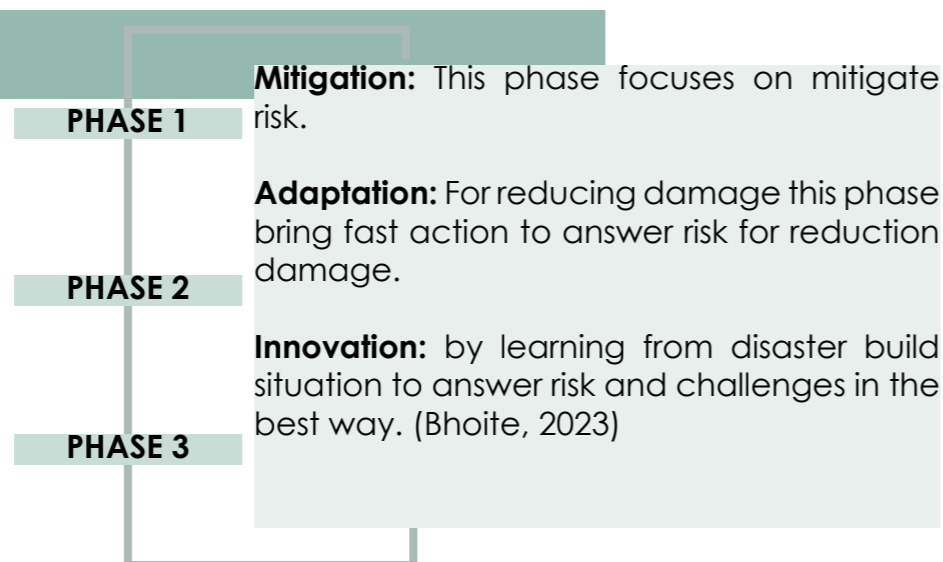 PHASE 1
PHASE 2
PHASE 3
Mitigation: This phase focuses on mitigate
risk.
Adaptation: For reducing damage this phase
bring fast action to answer risk for reduction
damage.
Innovation: by learning from disaster build
situation to answer risk and challenges in the
best way. (Bhoite, 2023)